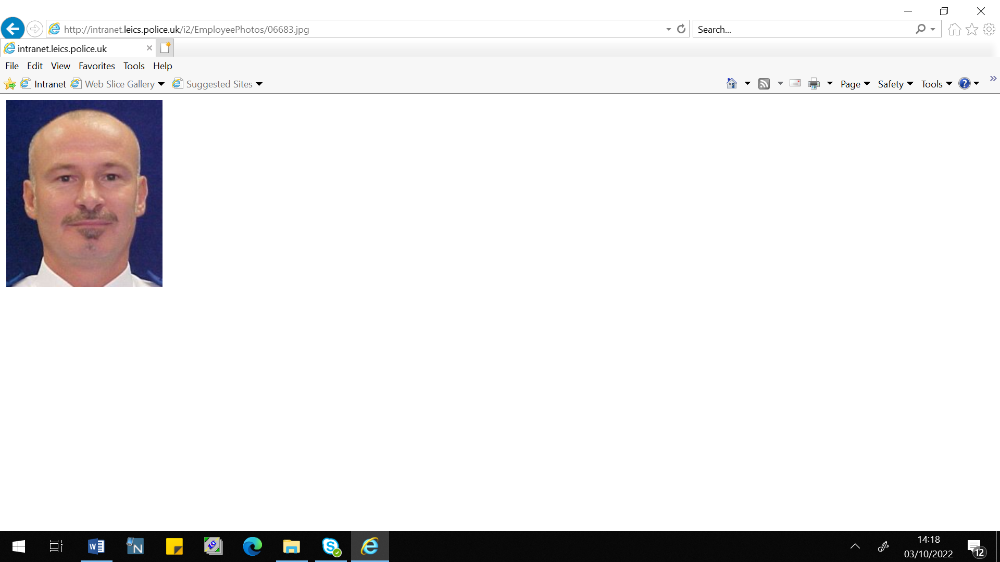 http://intranet.leics.police.uk/i2/EmployeePhotos/06683.jpg
Search...
intranet.leics.police.uk
File Edit View Favorites Tools Help
Intranet Web Slice Gallery Suggested Sites
Page Safety Tools
14:18
03/10/2022
12